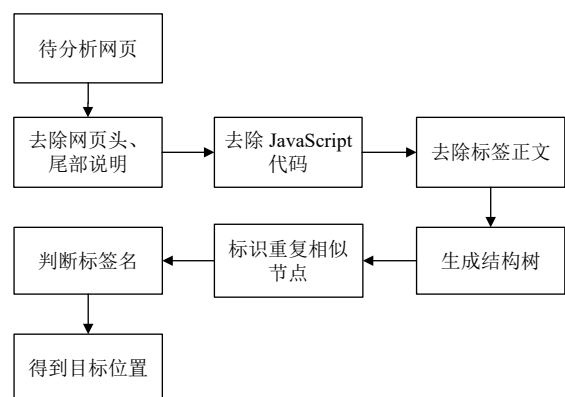 待分析网页
去除网页头、
尾部说明
去除 JavaScript
代码
去除标签正文
生成结构树
标识重复相似
节点
判断标签名
得到目标位置